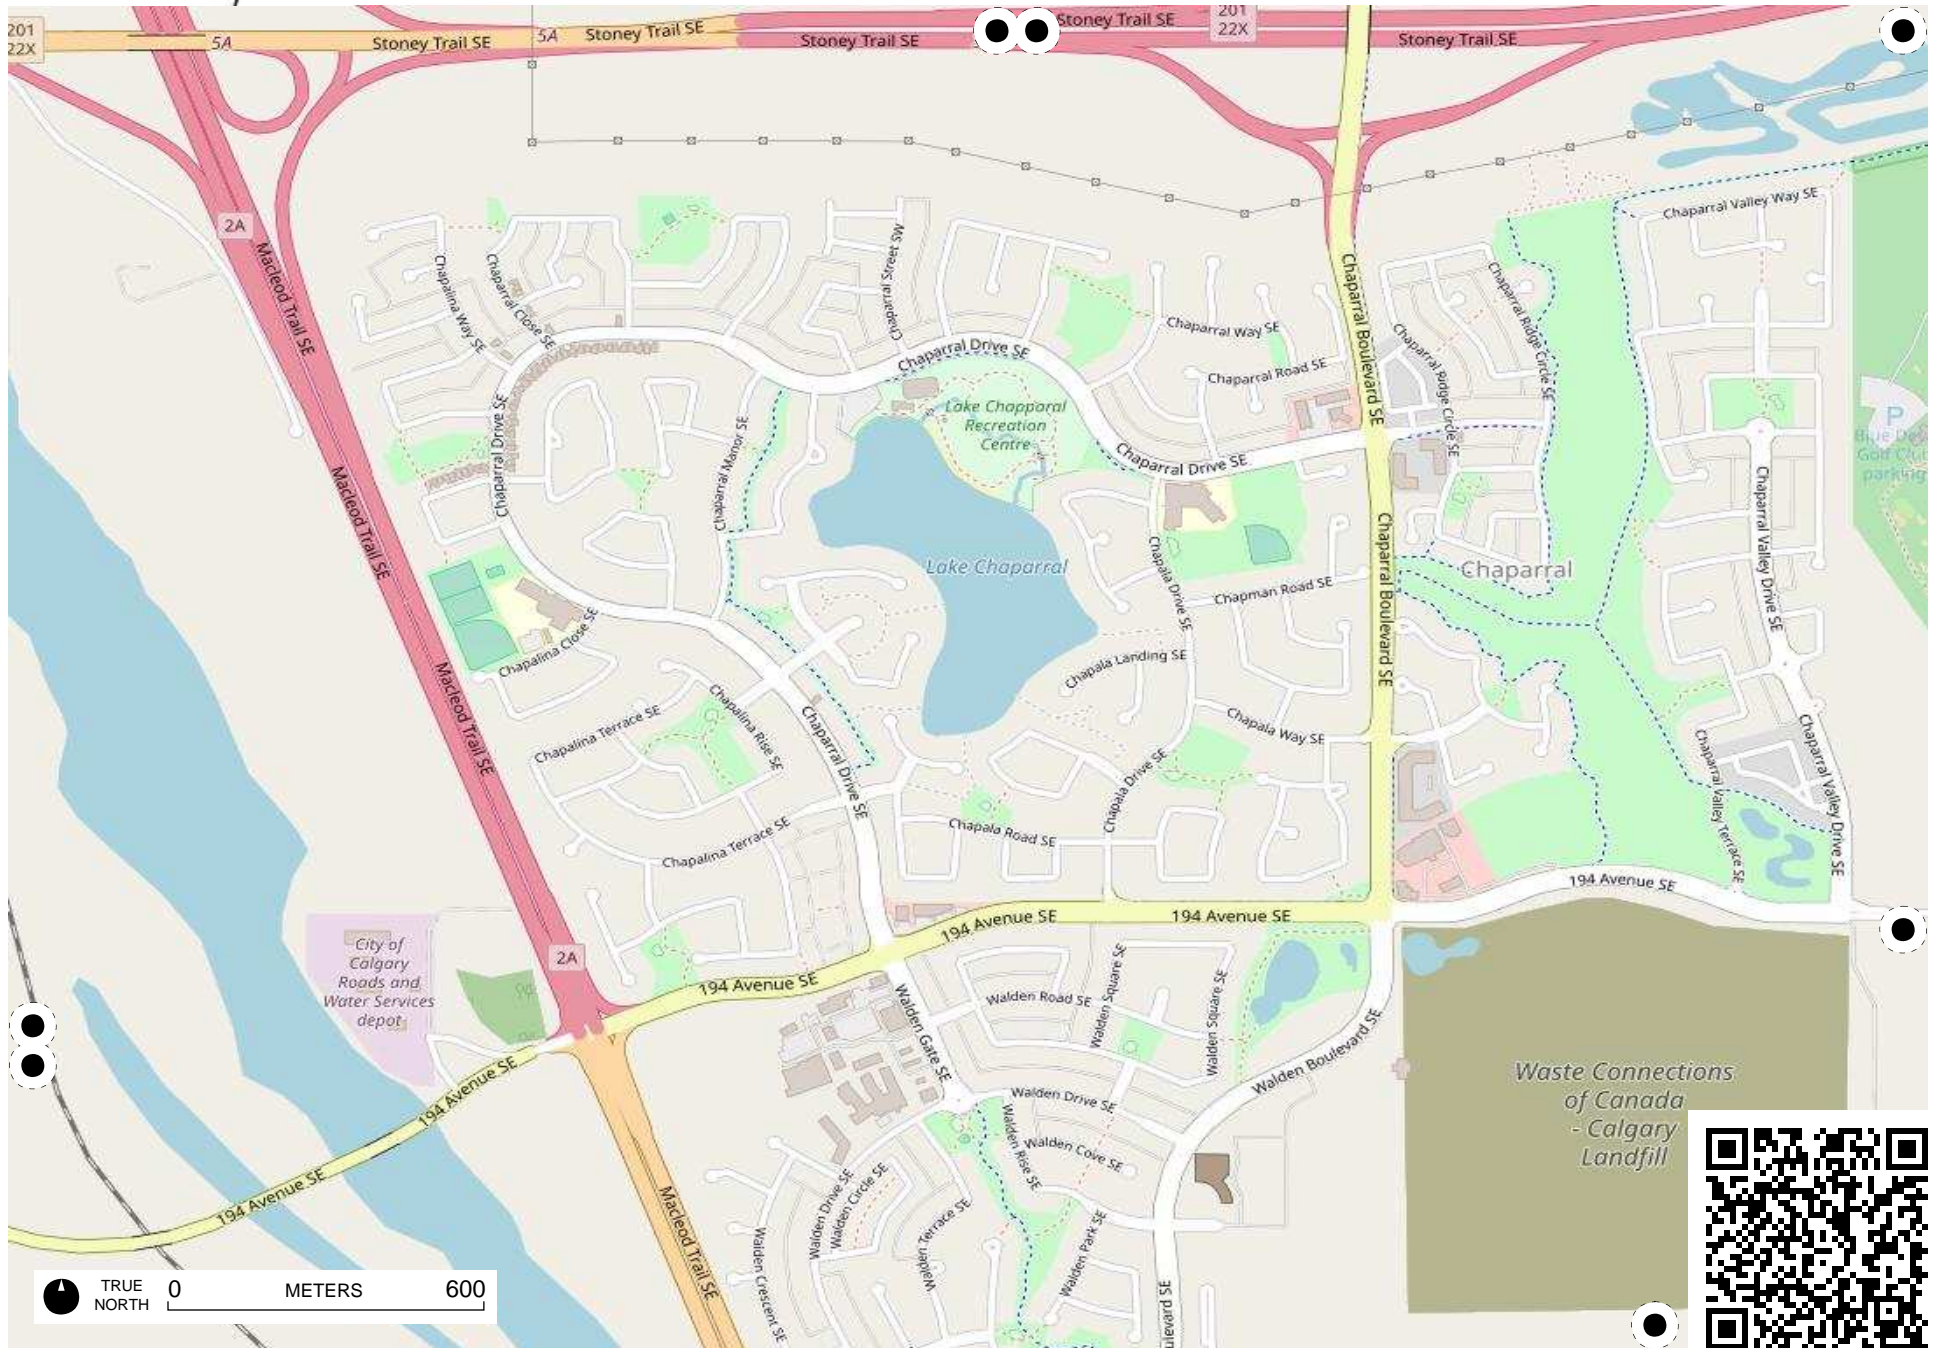 201
22X
5A
Stoney Trail SE
5A
Stoney Trail SE
Stoney Trail SE
Stoney Trail SE
201
22X
Stoney Trail SE
2A
Macleod Trail SE
Chapalina Way SE
Chaparral Close SE
Chaparral Street SW
Chaparral Drive SE
Chaparral Way SE
Chaparral Road SE
Chaparral Boulevard SE
Chaparral Ridge Circle SE
Chaparral Ridge Circle SE
Chaparral Valley Way SE
Lake Chapparal
Recreation
Centre
P
Golf Clu
parking
Chaparral Drive SE
Chaparral Manor SE
Chaparral Drive SE
Macleod Trail SE
Lake Chaparral
Chapala Drive SE
Chapman Road SE
Chaparral Boulevard SE
Chaparral
Chaparral Valley Drive SE
Chapalina Close SE
Chapala Landing SE
Macleod Trail SE
Chapalina Terrace SE
Chapalina Rise SE
Chaparral Drive SE
Chapala Way SE
Chapala Drive SE
Chaparral Valley Terrace SE
Chaparral Valley Drive SE
Chapalina Terrace SE
Chapala Road SE
194 Avenue SE
194 Avenue SE
194 Avenue SE
City of
Calgary
Roads and
Water Services
depot
2A
194 Avenue SE
Walden Gate SE
Walden Road SE
Walden Square SE
Walden Square SE
Walden Boulevard SE
194 Avenue SE
Walden Drive SE
Walden Rise SE
Walden Cove SE
Waste Connections
of Canada
- Calgary
Landfill
194 Avenue SE
Macleod Trail SE
Walden Drive SE
Walden Circle SE
Walden Terrace SE
Walden
Walden Park SE
Walden Crescent SE
ulevard SE
TRUE
NORTH
0 METERS 600